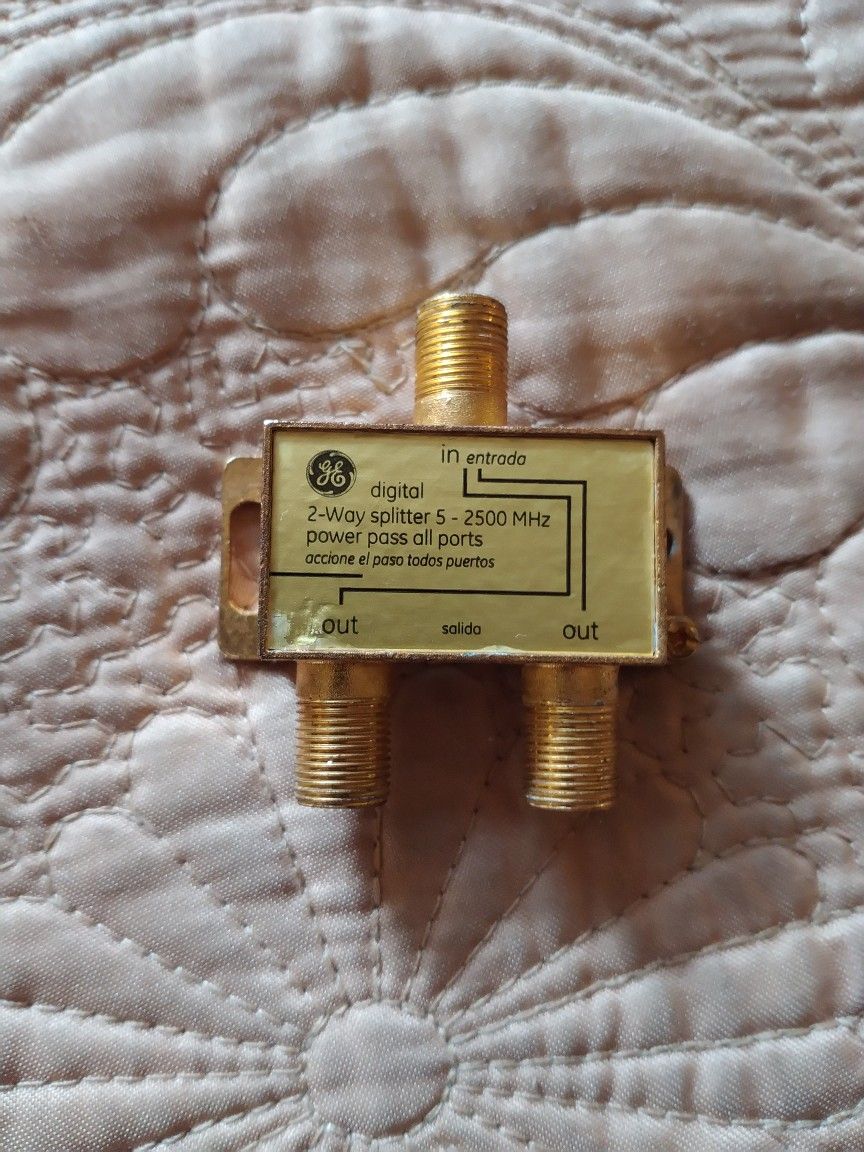 in entrada
GE
digital
2-Way splitter 5 - 2500 MHz
power pass all ports
accione el paso todos puertos
out salida out